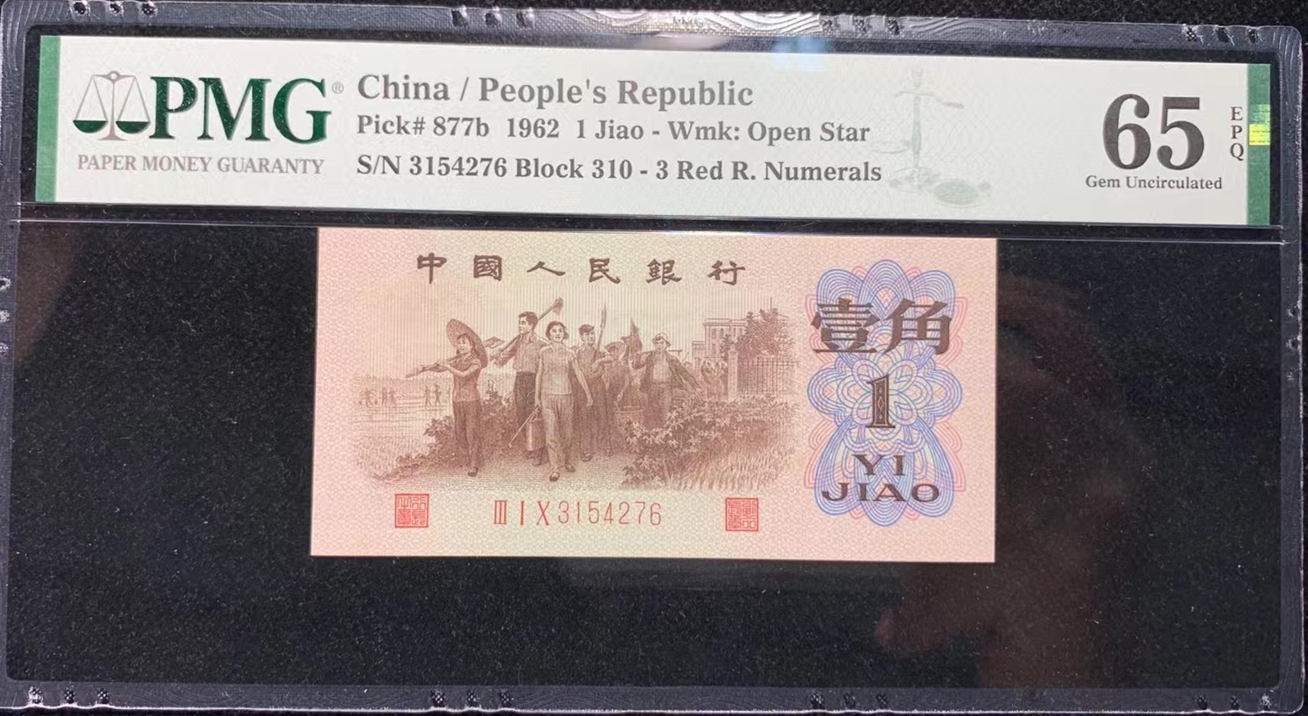 PMG®
PAPER MONEY GUARANTY
China / People's Republic
Pick# 877b 1962 1 Jiao - Wmk: Open Star
S/N 3154276 Block 310 - 3 Red R. Numerals
65
EPQ
Gem Uncirculated
中國人民銀行
壹角
1
YI
JIAO
III I X 3154276